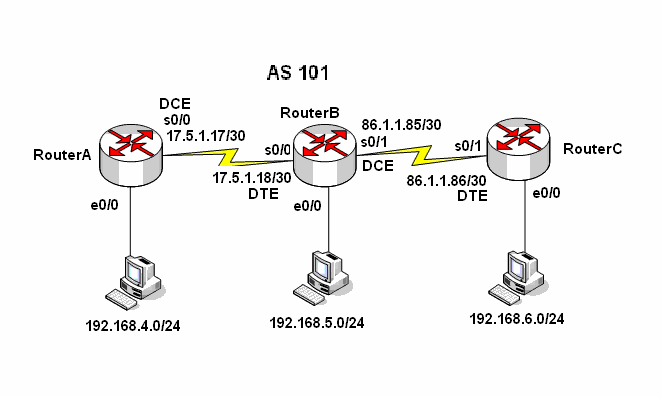 AS 101
DCE
s0/0
17.5.1.17/30
RouterA
e0/0
192.168.4.0/24
RouterB
s0/0
17.5.1.18/30
DTE
e0/0
192.168.5.0/24
86.1.1.85/30
s0/1
DCE
s0/1
86.1.1.86/30
DTE
RouterC
e0/0
192.168.6.0/24